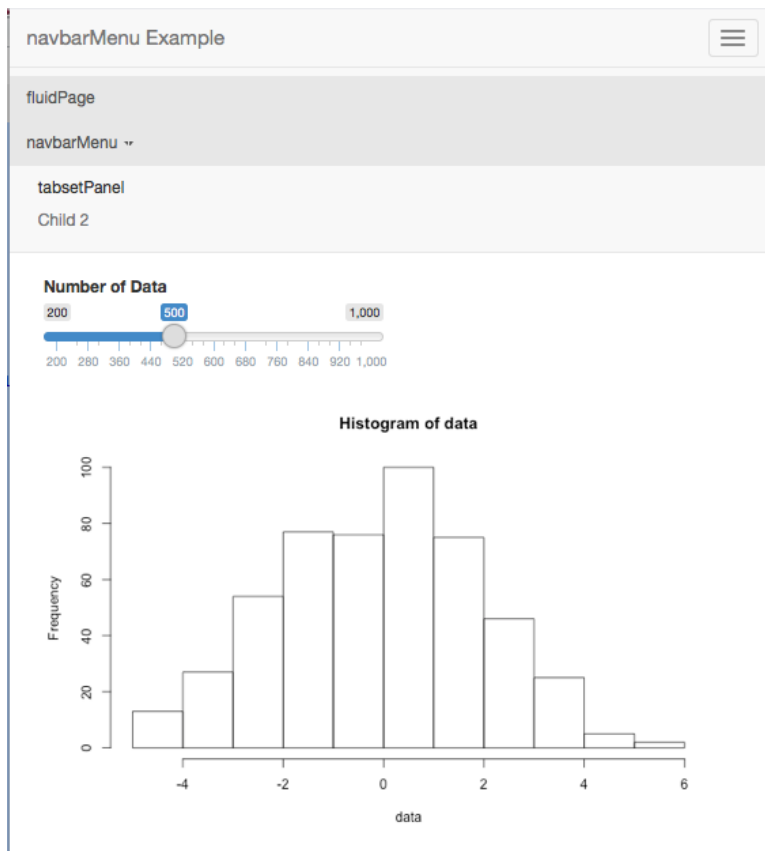 navbarMenu Example
fluidPage
navbarMenu
tabsetPanel
Child 2
Number of Data
200 500 1,000
200 280 360 440 520 600 680 760 840 920 1,000
Histogram of data
100
80
60
40
20
0
Frequency
-4 -2 0 2 4 6
data